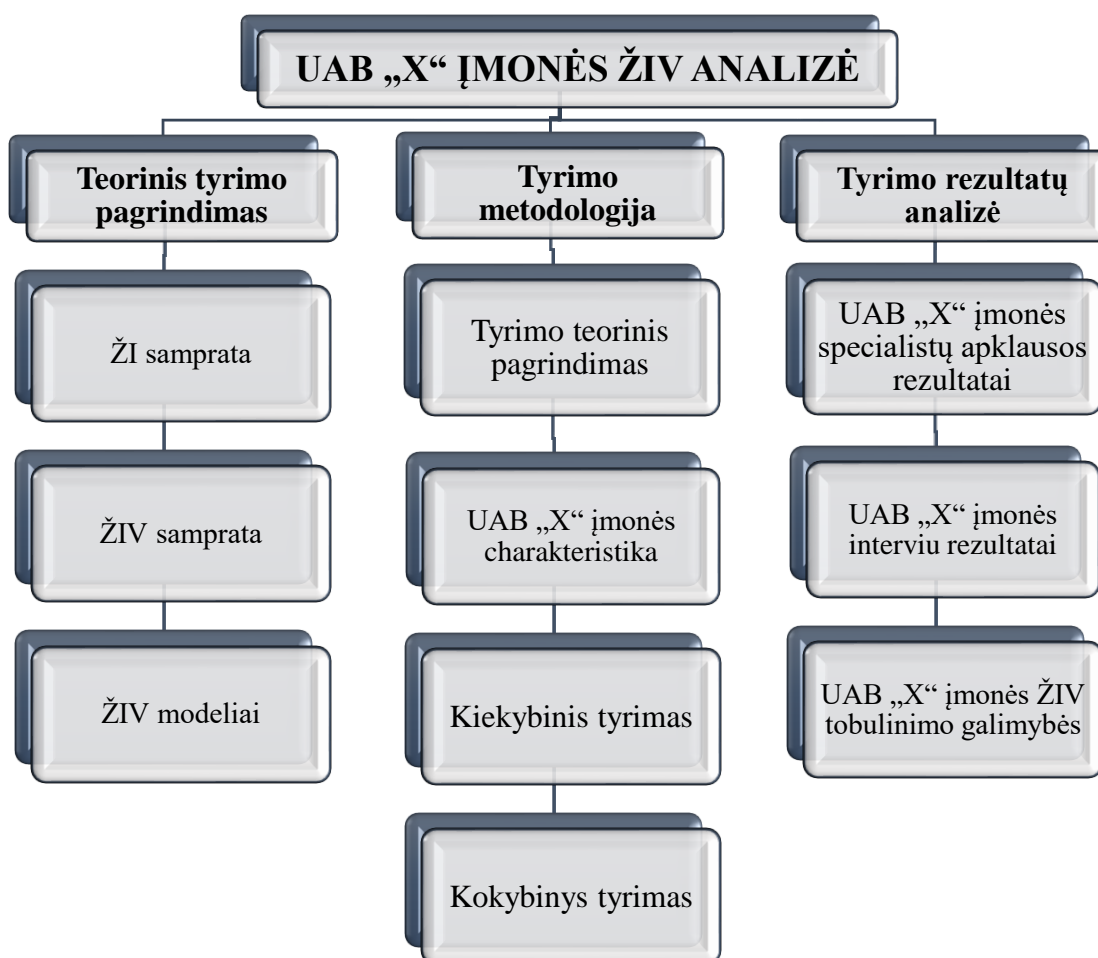 UAB „X“ ĮMONĖS ŽIV ANALIZĖ
Teorinis tyrimo
pagrindimas
ŽI samprata
ŽIV samprata
ŽIV modeliai
Tyrimo
metodologija
Tyrimo teorinis
pagrindimas
UAB „X“ įmonės
charakteristika
Kiekybinis tyrimas
Kokybinys tyrimas
Tyrimo rezultatų
analizė
UAB „X“ įmonės
specialistų apklausos
rezultatai
UAB „X“ įmonės
interviu rezultatai
UAB „X“ įmonės ŽIV
tobulinimo galimybės